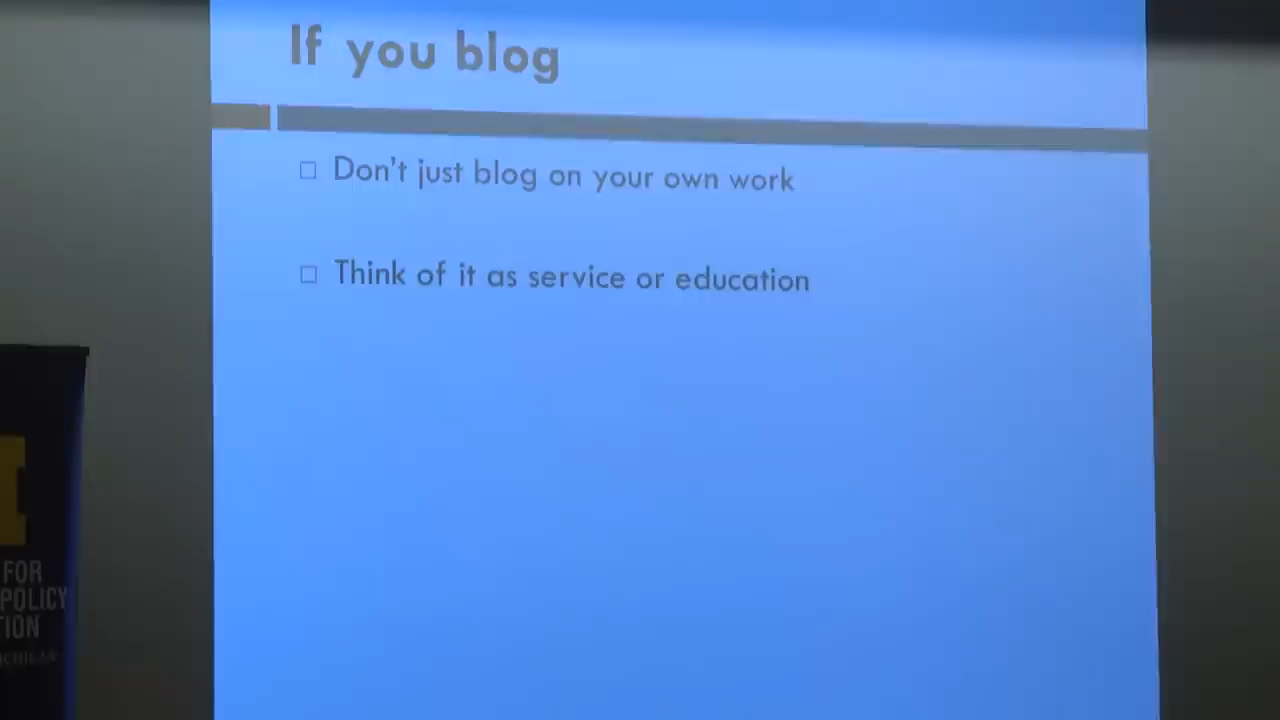 If you blog
Don't just blog on your own work
Think of it as service or education
FOR
POLICY
TION